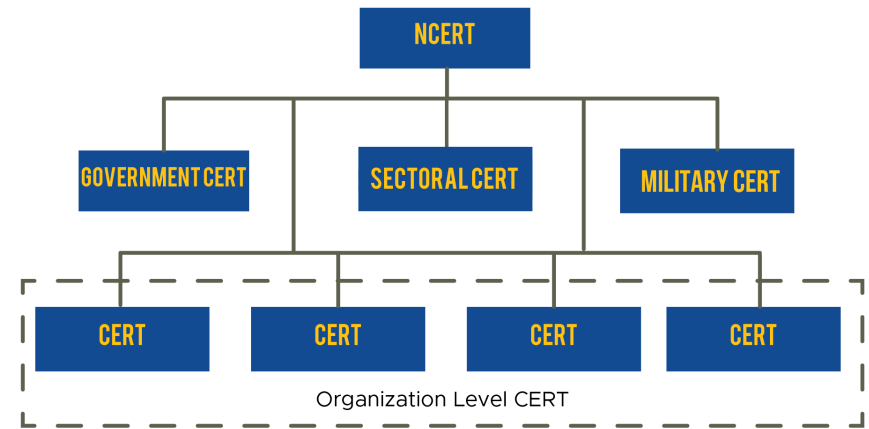 NCERT
GOVERNMENT CERT
SECTORAL CERT
MILITARY CERT
CERT
CERT
CERT
CERT
Organization Level CERT